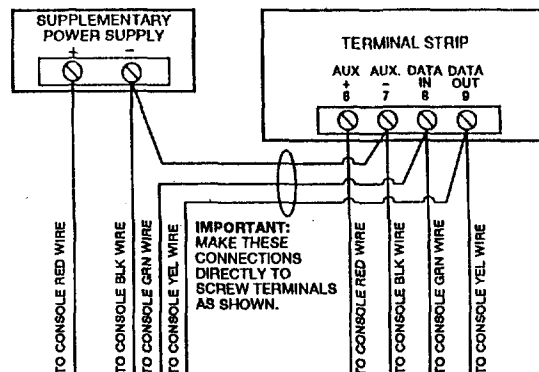 SUPPLEMENTARY
POWER SUPPLY
+ -
TERMINAL STRIP
AUX AUX. DATA DATA
+ - IN OUT
6 7 8 9
IMPORTANT:
MAKE THESE
CONNECTIONS
DIRECTLY TO
SCREW TERMINALS
AS SHOWN.
TO CONSOLE RED WIRE
TO CONSOLE BLK WIRE
TO CONSOLE GRN WIRE
TO CONSOLE YEL WIRE
TO CONSOLE RED WIRE
TO CONSOLE BLK WIRE
TO CONSOLE GRN WIRE
TO CONSOLE YEL WIRE